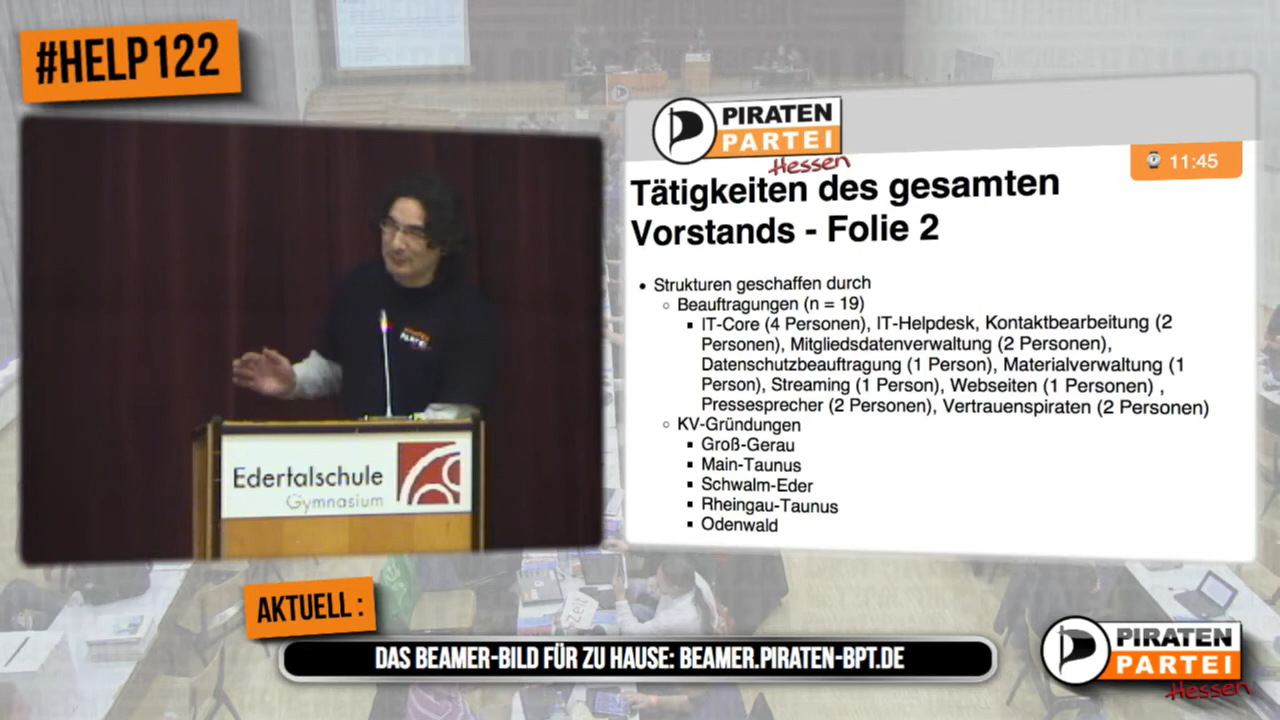 #HELP122
PIRATEN
PARTEI
Hessen
11:45
Tätigkeiten des gesamten
Vorstands - Folie 2
• Strukturen geschaffen durch
◦ Beauftragungen (n = 19)
▪ IT-Core (4 Personen), IT-Helpdesk, Kontaktbearbeitung (2
Personen), Mitgliedsdatenverwaltung (2 Personen),
Datenschutzbeauftragung (1 Person), Materialverwaltung (1
Person), Streaming (1 Person), Webseiten (1 Personen) ,
Pressesprecher (2 Personen), Vertrauenspiraten (2 Personen)
◦ KV-Gründungen
▪ Groß-Gerau
▪ Main-Taunus
▪ Schwalm-Eder
▪ Rheingau-Taunus
▪ Odenwald
PIRATEN
PARTEI
Edertalschule
Gymnasium
AKTUELL :
DAS BEAMER-BILD FÜR ZU HAUSE: BEAMER.PIRATEN-BPT.DE
PIRATEN
PARTEI
Hessen